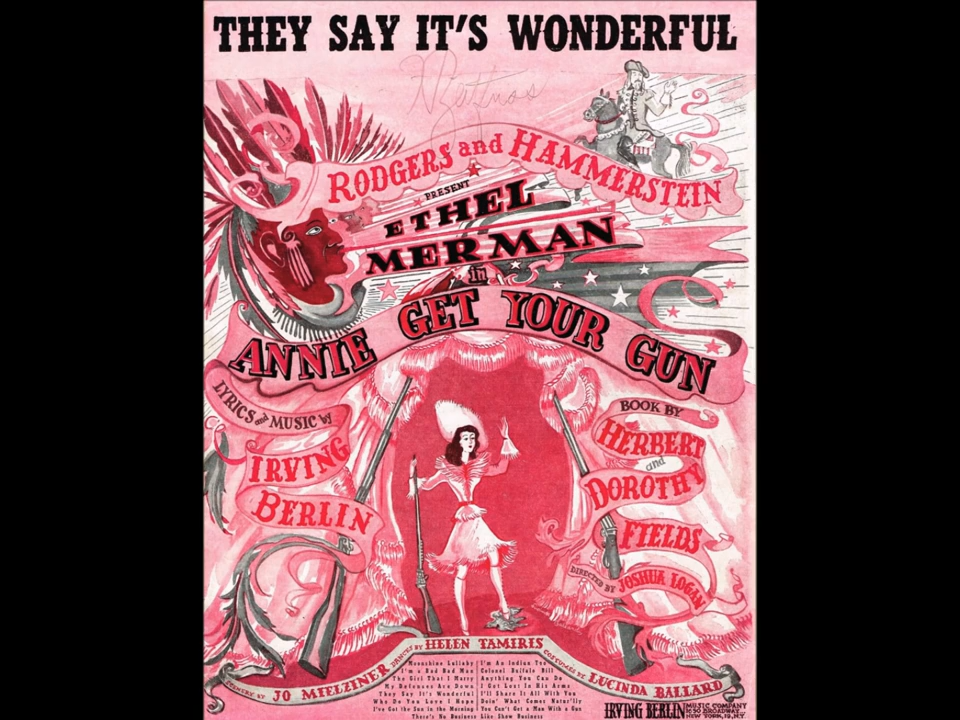 THEY SAY IT'S WONDERFUL
RODGERS and HAMMERSTEIN
PRESENT
ETHEL
MERMAN
in
ANNIE GET YOUR GUN
LYRICS and MUSIC by
IRVING
BERLIN
BOOK BY
HERBERT
and
DOROTHY
FIELDS
DIRECTED BY JOSHUA LOGAN
SCENERY BY JO MIELZINER DANCES BY HELEN TAMIRIS COSTUMES BY LUCINDA BALLARD
Moonshine Lullaby
I'm a Bad Bad Man
The Girl That I Marry
My Defenses Are Down
They Say It's Wonderful
Who Do You Love I Hope
I've Got the Sun in the Morning
I'm An Indian Too
Colonel Buffalo Bill
Anything You Can Do
I Got Lost In His Arms
I'll Share It All With You
Doin' What Comes Natur'lly
You Can't Get a Man With a Gun
There's No Business Like Show Business
IRVING BERLIN MUSIC COMPANY
1650 BROADWAY
NEW YORK, 19, N.Y.